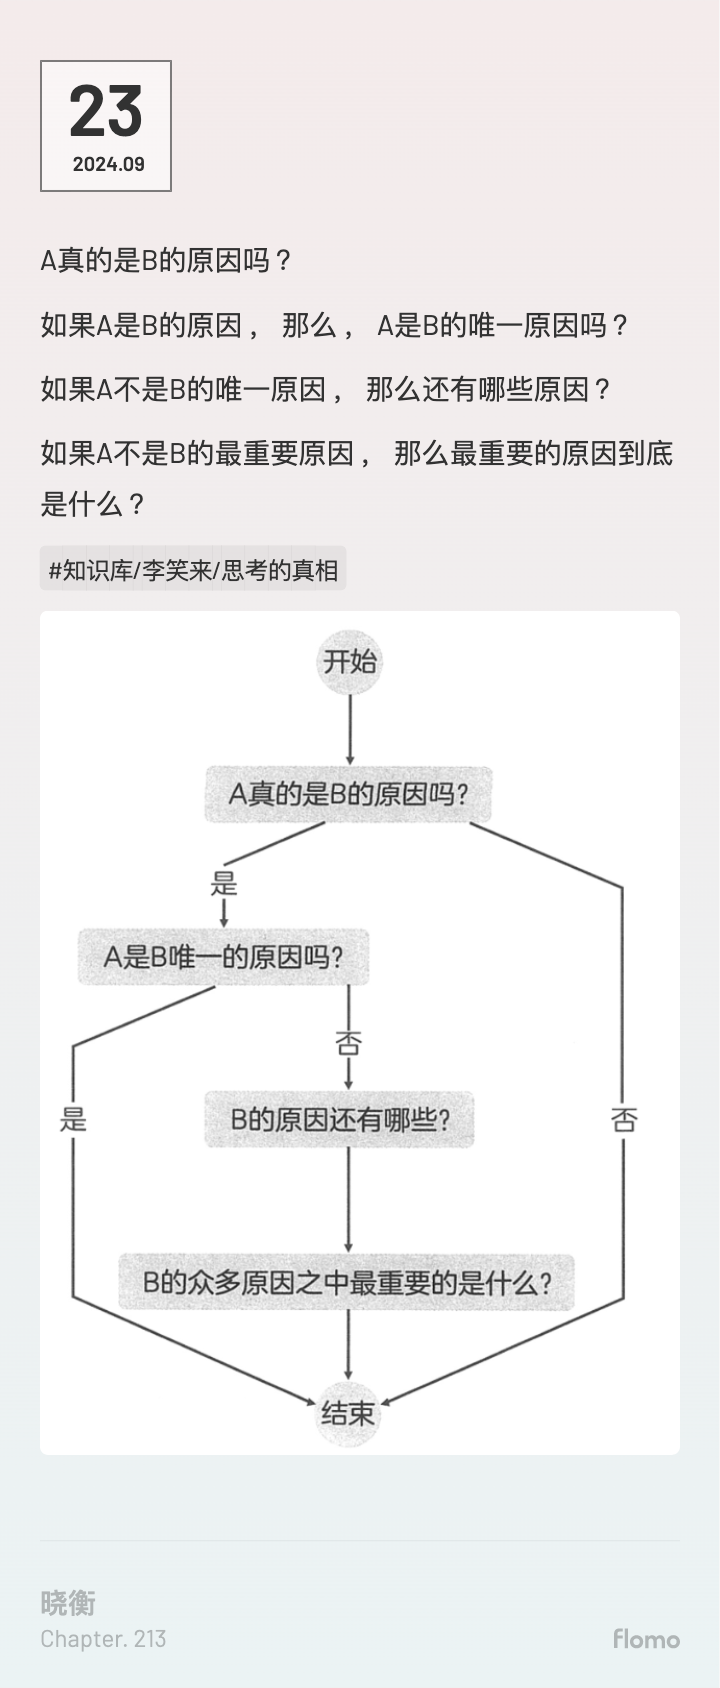 23
2024.09
A真的是B的原因吗？
如果A是B的原因， 那么， A是B的唯一原因吗？
如果A不是B的唯一原因， 那么还有哪些原因？
如果A不是B的最重要原因， 那么最重要的原因到底
是什么？
#知识库/李笑来/思考的真相
开始
A真的是B的原因吗?
是
A是B唯一的原因吗?
否
是
B的原因还有哪些?
否
B的众多原因之中最重要的是什么?
结束
晓衡
Chapter. 213
flomo